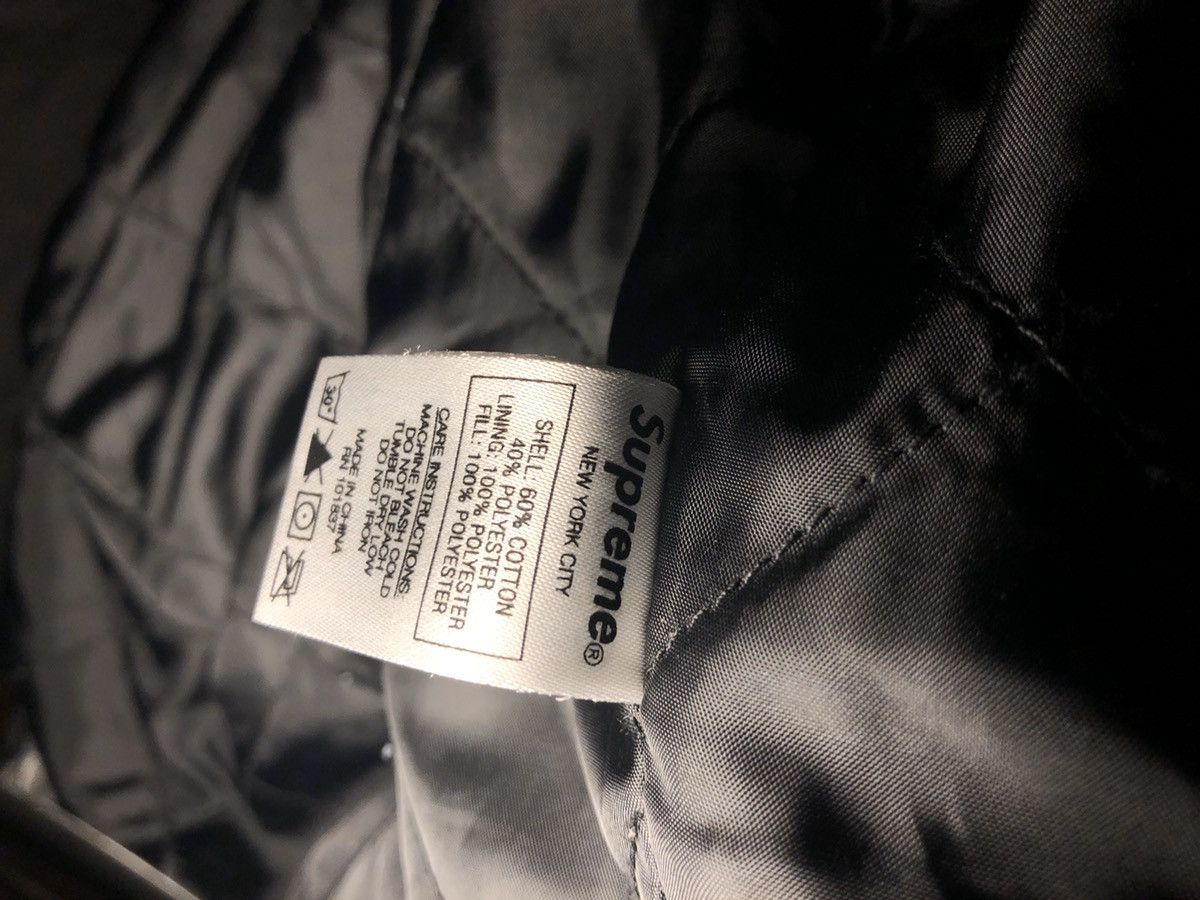 Supreme®
NEW YORK CITY
SHELL: 60% COTTON
40% POLYESTER
LINING: 100% POLYESTER
FILL: 100% POLYESTER
CARE INSTRUCTIONS
MACHINE WASH COLD
DO NOT BLEACH
TUMBLE DRY LOW
DO NOT IRON
MADE IN CHINA
RN 101837
30°